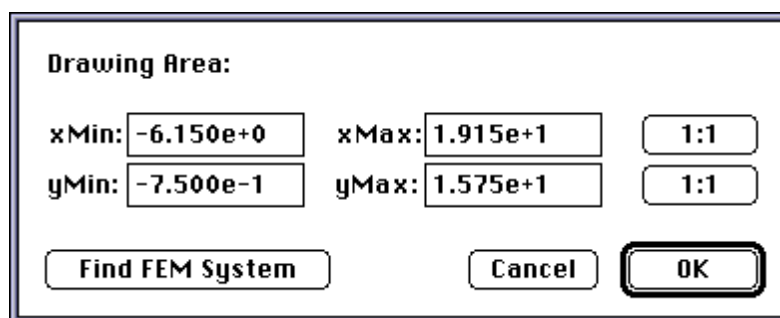 Drawing Area:
xMin: -6.150e+0 xMax: 1.915e+1 1:1
yMin: -7.500e-1 yMax: 1.575e+1 1:1
Find FEM System Cancel OK